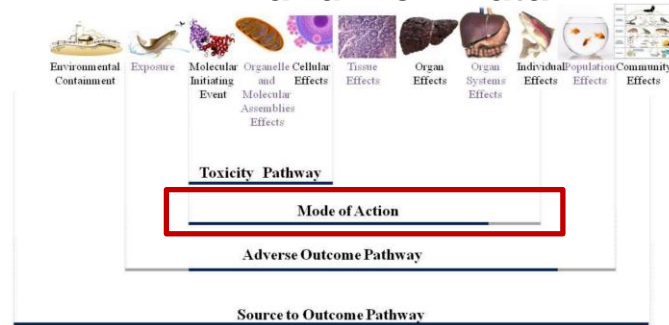 Environmental Containment
Exposure
Molecular Initiating Event
Organelle and Molecular Assemblies Effects
Cellular Effects
Tissue Effects
Organ Effects
Organ Systems Effects
Individual Effects
Population Effects
Community Effects
Toxicity Pathway
Mode of Action
Adverse Outcome Pathway
Source to Outcome Pathway